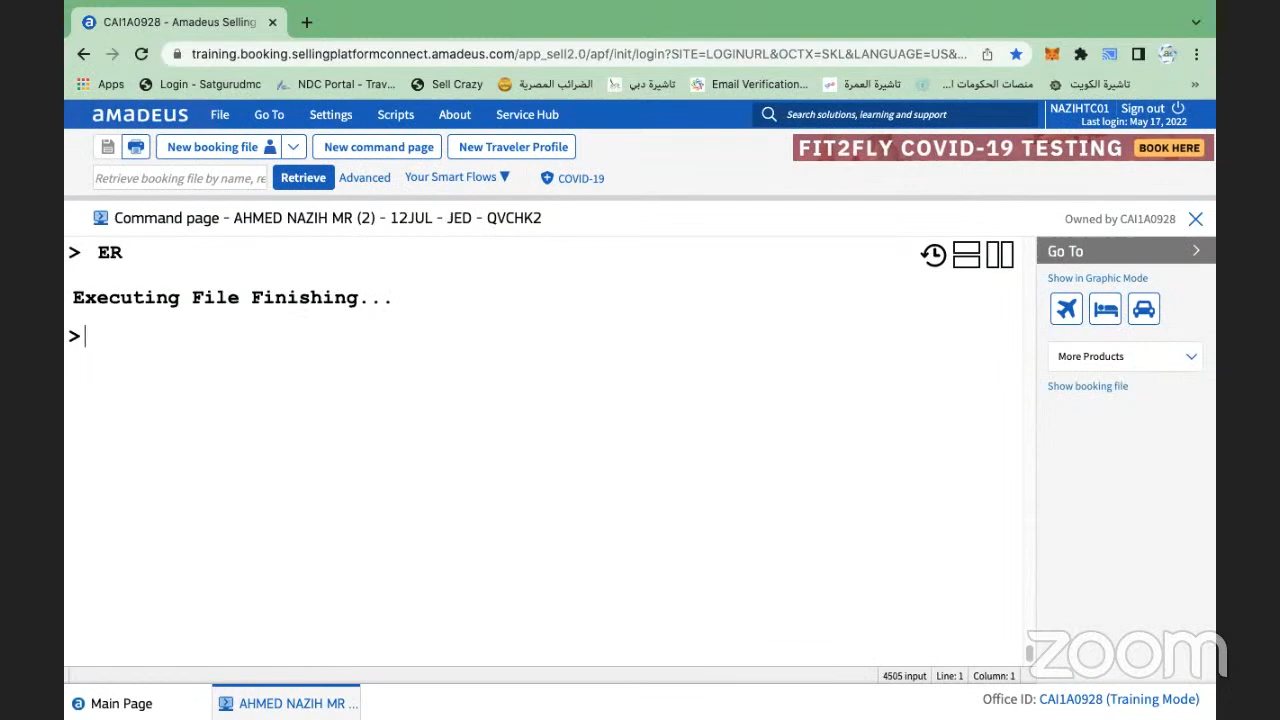 CAI1A0928 - Amadeus Selling
training.booking.sellingplatformconnect.amadeus.com/app_sell2.0/apf/init/login?SITE=LOGINURL&OCTX=SKL&LANGUAGE=US&...
Apps Login - Satgurudmc NDC Portal - Trav... Sell Crazy الضرائب المصرية تاشيرة دبي Email Verification... تاشيرة العمرة منصات الحكومات ا... تاشيرة الكويت »
amadeus File Go To Settings Scripts About Service Hub Search solutions, learning and support NAZIHTC01 Sign out
Last login: May 17, 2022
New booking file New command page New Traveler Profile FIT2FLY COVID-19 TESTING BOOK HERE
Retrieve booking file by name, re Retrieve Advanced Your Smart Flows COVID-19
Command page - AHMED NAZIH MR (2) - 12JUL - JED - QVCHK2 Owned by CAI1A0928
> ER
Go To
Show in Graphic Mode
Executing File Finishing...
>
More Products
Show booking file
zoom
4505 input Line: 1 Column: 1
Main Page AHMED NAZIH MR ... Office ID: CAI1A0928 (Training Mode)